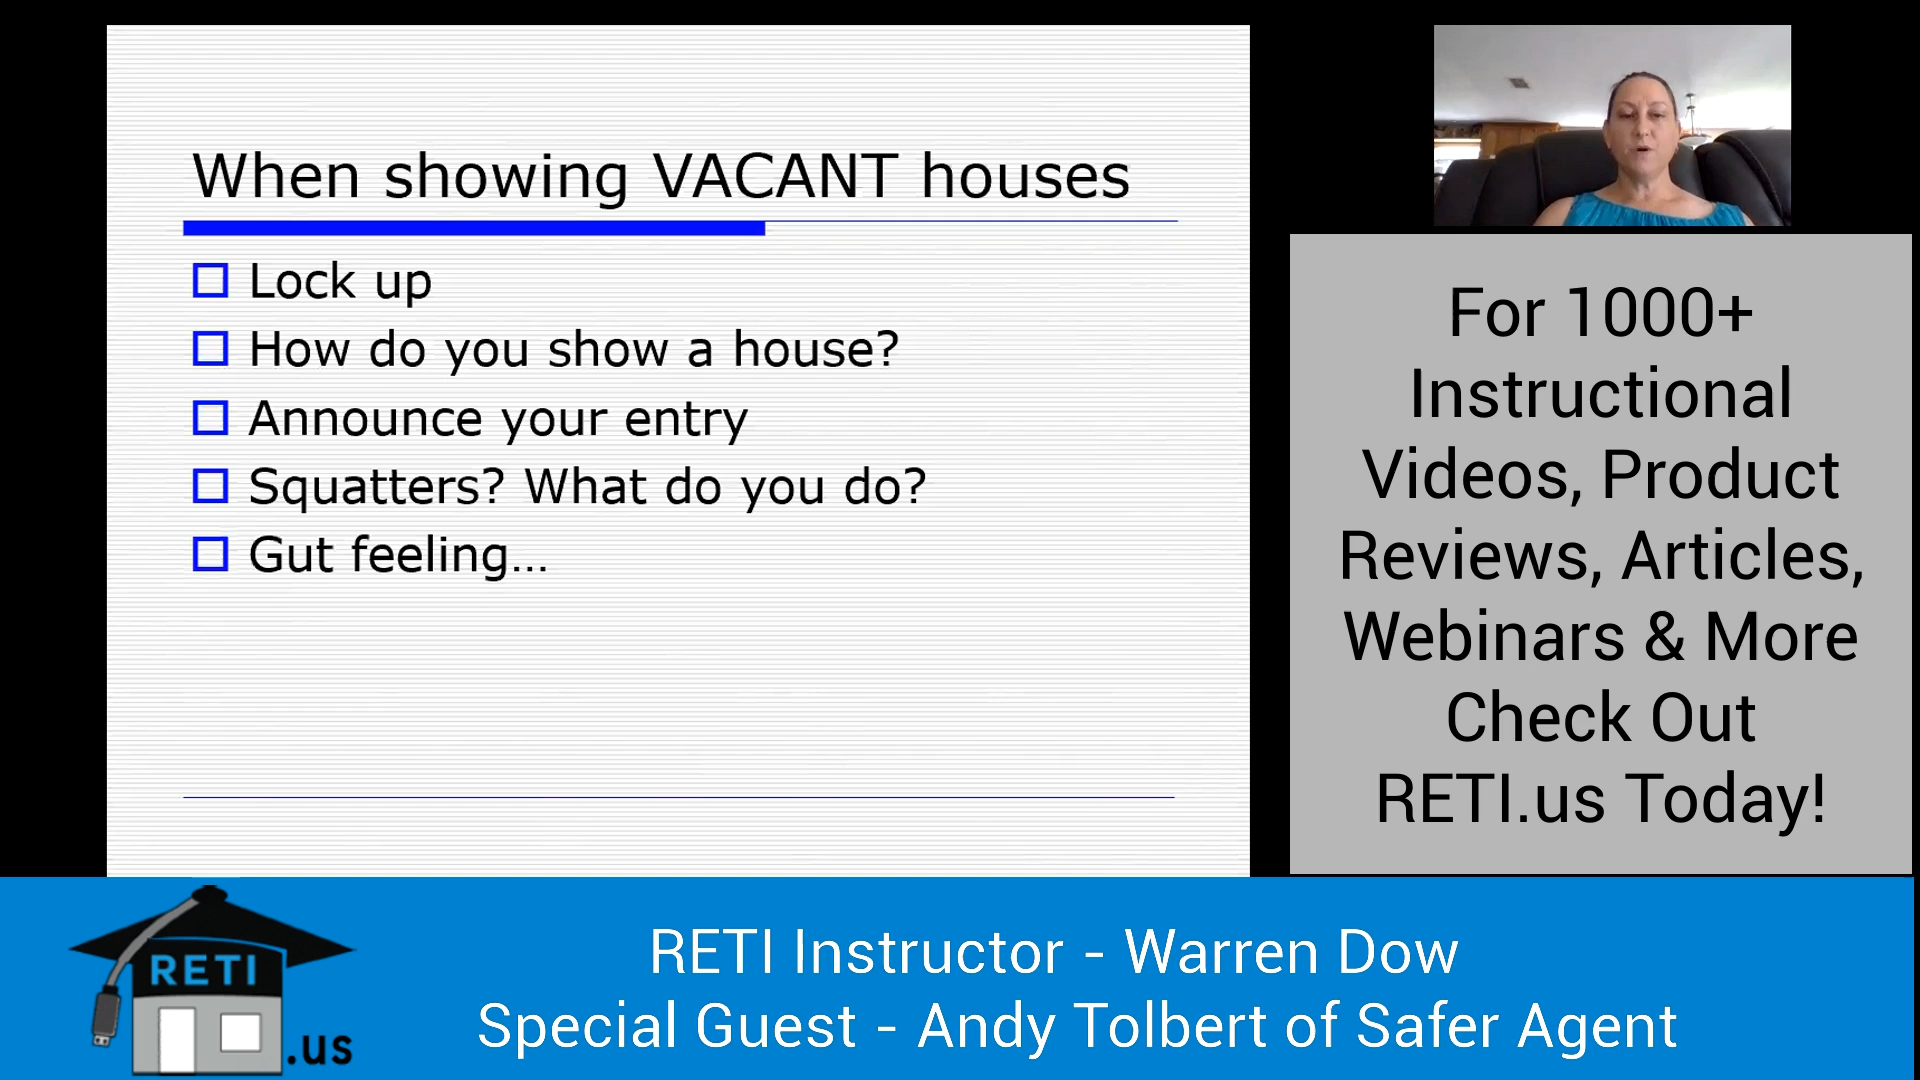 When showing VACANT houses
Lock up
How do you show a house?
Announce your entry
Squatters? What do you do?
Gut feeling…
For 1000+
Instructional
Videos, Product
Reviews, Articles,
Webinars & More
Check Out
RETI.us Today!
RETI
.us
RETI Instructor - Warren Dow
Special Guest - Andy Tolbert of Safer Agent